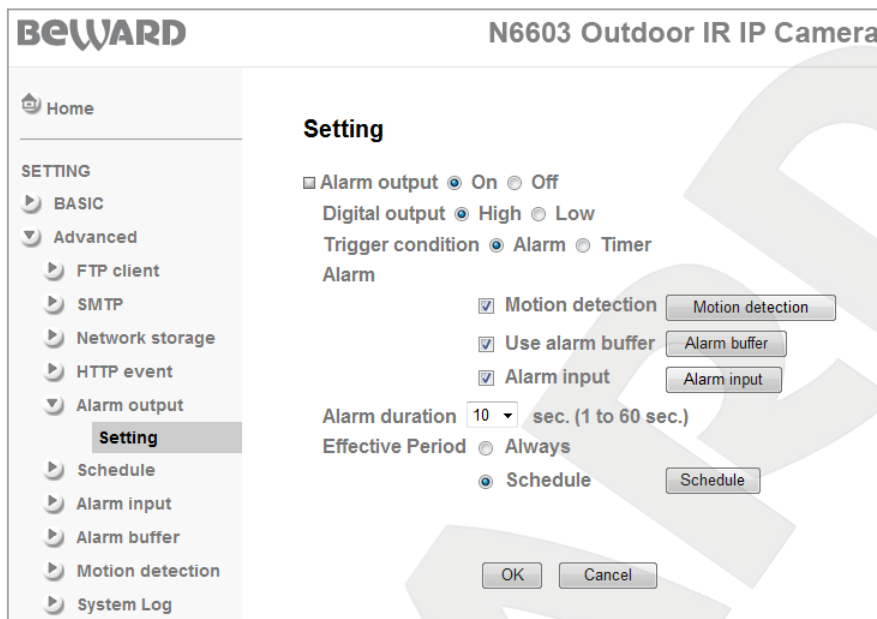 BEWARD
N6603 Outdoor IR IP Camera
Home
SETTING
BASIC
Advanced
FTP client
SMTP
Network storage
HTTP event
Alarm output
Setting
Schedule
Alarm input
Alarm buffer
Motion detection
System Log
Setting
Alarm output On Off
Digital output High Low
Trigger condition Alarm Timer
Alarm
Motion detection Motion detection
Use alarm buffer Alarm buffer
Alarm input Alarm input
Alarm duration 10 sec. (1 to 60 sec.)
Effective Period Always
Schedule Schedule
OK Cancel